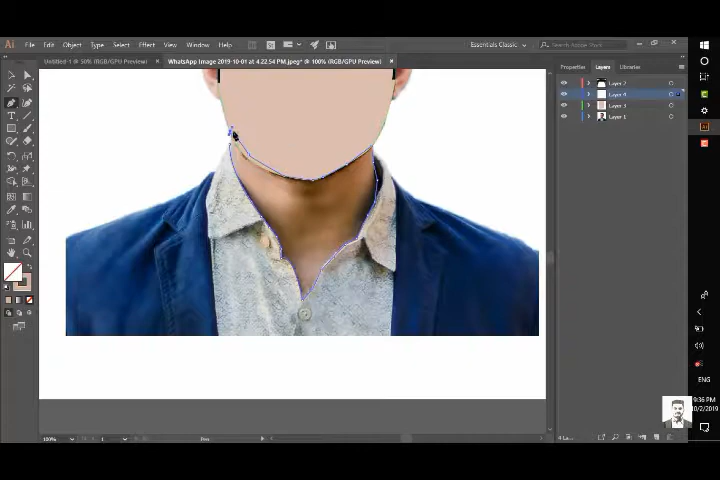 Ai File Edit Object Type Select Effect View Window Help Essentials Classic Search Adobe Stock
Untitled-1 @ 50% (RGB/GPU Preview) × WhatsApp Image 2019-10-01 at 4.22.54 PM.jpeg* @ 100% (RGB/GPU Preview) ×
Properties Layers Libraries
Layer 2
Layer 4
Layer 3
Layer 1
ENG
9:36 PM
10/2/2019
100% 1 Pen